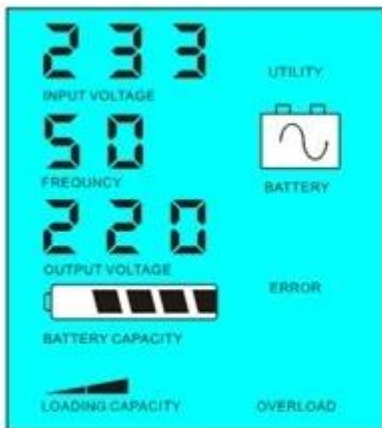 233
UTILITY
INPUT VOLTAGE
50
FREQUNCY
BATTERY
220
OUTPUT VOLTAGE
ERROR
BATTERY CAPACITY
LOADING CAPACITY
OVERLOAD